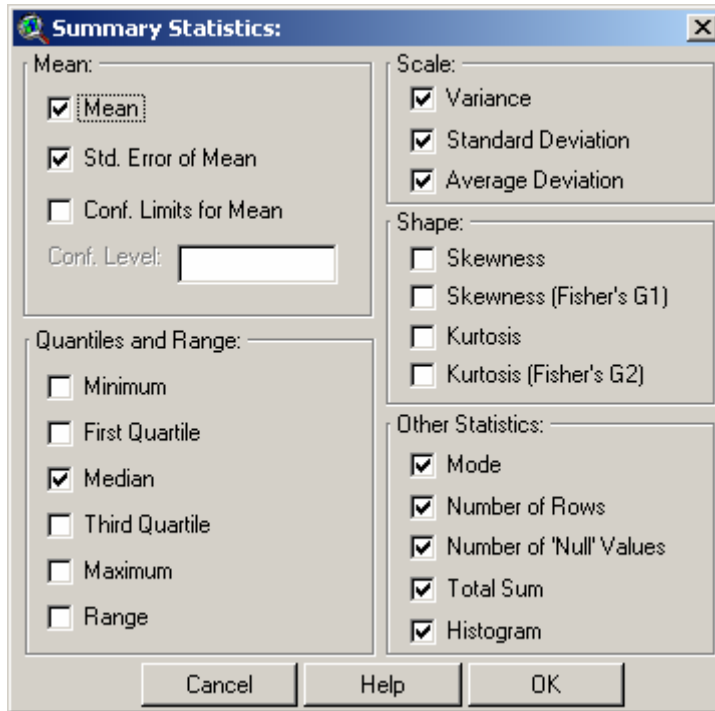 Summary Statistics:
Mean:
Mean
Std. Error of Mean
Conf. Limits for Mean
Conf. Level:
Quantiles and Range:
Minimum
First Quartile
Median
Third Quartile
Maximum
Range
Scale:
Variance
Standard Deviation
Average Deviation
Shape:
Skewness
Skewness (Fisher's G1)
Kurtosis
Kurtosis (Fisher's G2)
Other Statistics:
Mode
Number of Rows
Number of 'Null' Values
Total Sum
Histogram
Cancel
Help
OK